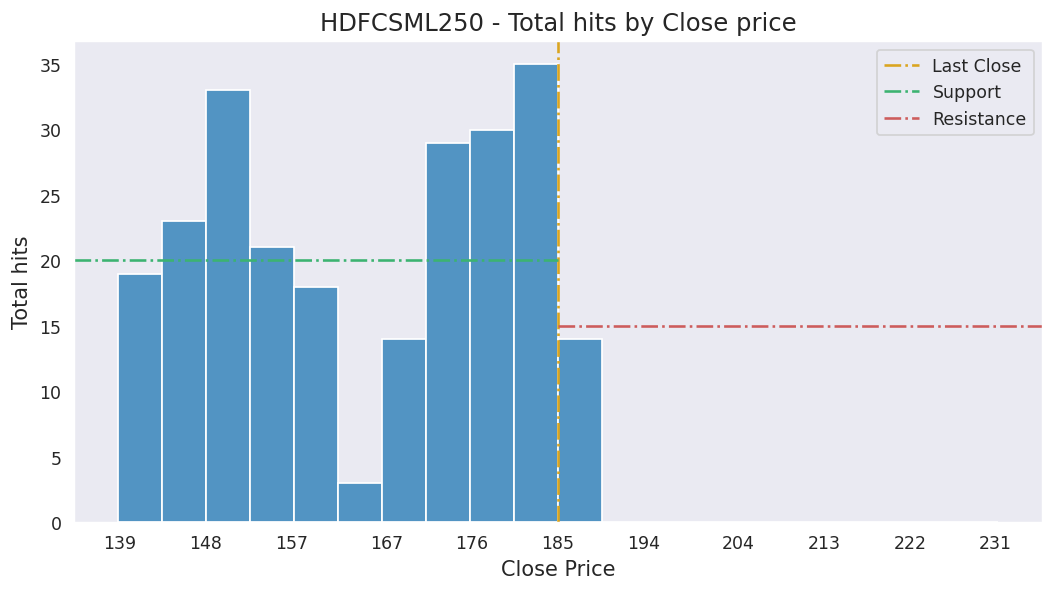 HDFCSML250 - Total hits by Close price
Total hits
35
30
25
20
15
10
5
0
Last Close
Support
Resistance
139 148 157 167 176 185 194 204 213 222 231
Close Price